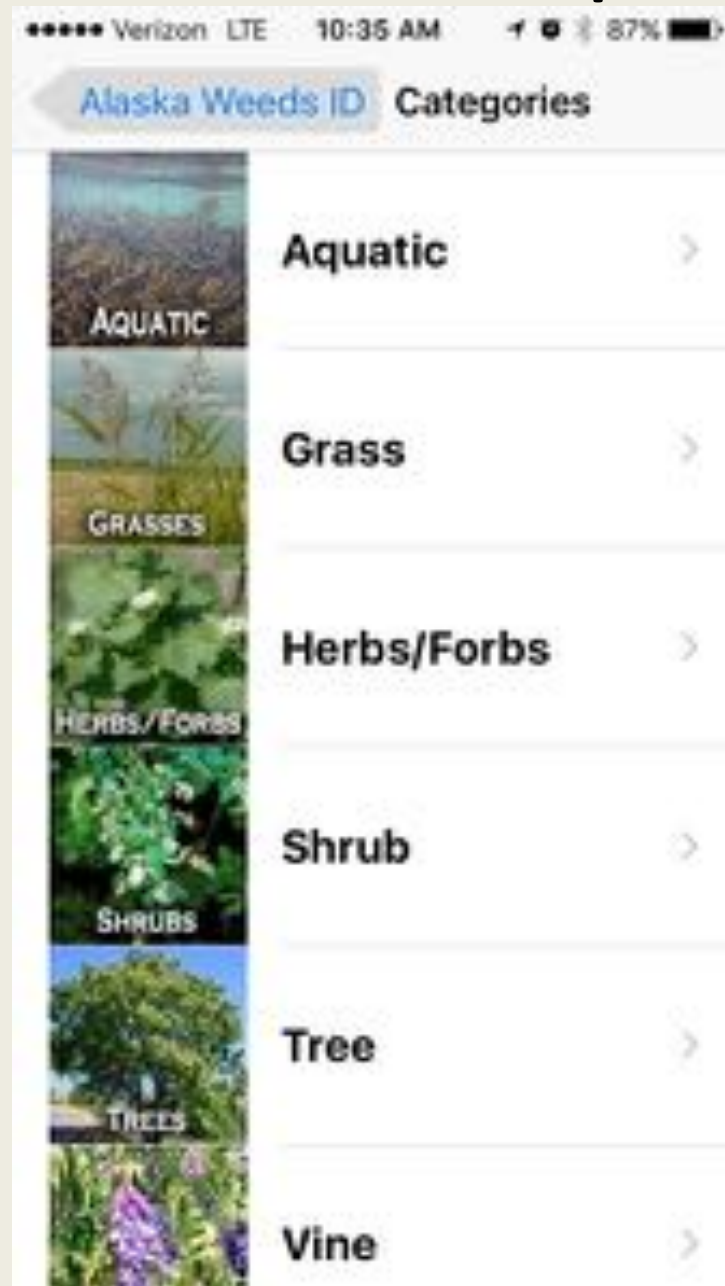 Verizon LTE 10:35 AM 87%
Alaska Weeds ID Categories
AQUATIC
Aquatic
GRASSES
Grass
HERBS/FORBS
Herbs/Forbs
SHRUBS
Shrub
TREES
Tree
Vine